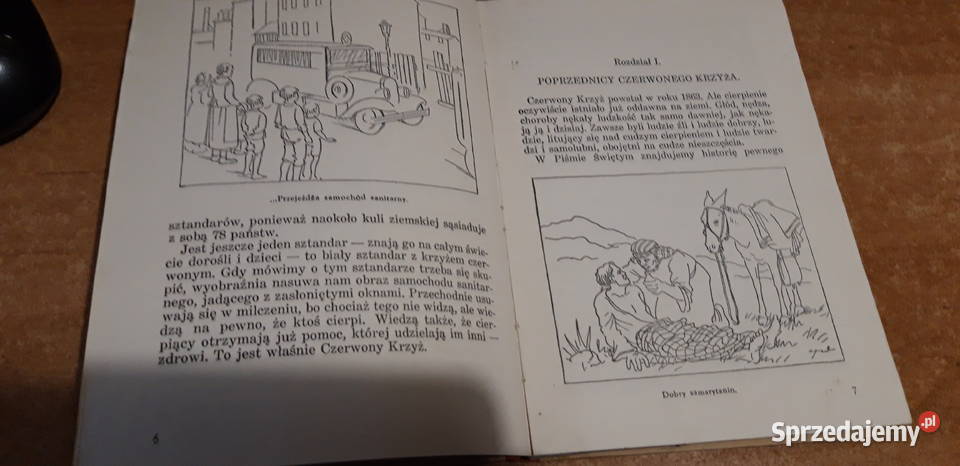 ...Przejeżdża samochód sanitarny.
sztandarów, ponieważ naokoło kuli ziemskiej sąsiaduje
z sobą 78 państw.
Jest jeszcze jeden sztandar — znają go na całym świe-
cie dorośli i dzieci — to biały sztandar z krzyżem czer-
wonym, Gdy mówimy o tym sztandarze trzeba się sku-
pić, wyobraźnia nasuwa nam obraz samochodu sanitar-
nego, jadącego z zasłoniętymi oknami. Przechodnie usu-
wają się w milczeniu, bo chociaż tego nie widzą, ale wie-
dzą na pewno, że ktoś cierpi. Wiedzą także, że cier-
piący otrzymają już pomoc, której udzielają im inni —
zdrowi. To jest właśnie Czerwony Krzyż.
6
Rozdział I.
POPRZEDNICY CZERWONEGO KRZYŻA.
Czerwony Krzyż powstał w roku 1863. Ale cierpienie
oczywiście istniało już oddawna na ziemi. Głód, nędza,
choroby nękały ludzkość tak samo dawniej, jak nęka-
ją ją i dzisiaj. Zawsze byli ludzie źli i ludzie dobrzy, lu-
dzie, litujący się nad cudzym cierpieniem i ludzie twar-
dzi i samolubni, obojętni na cudze nieszczęścia.
W Piśmie Świętym znajdujemy historię pewnego
Dobry samarytanin.
7
Sprzedajemy.pl